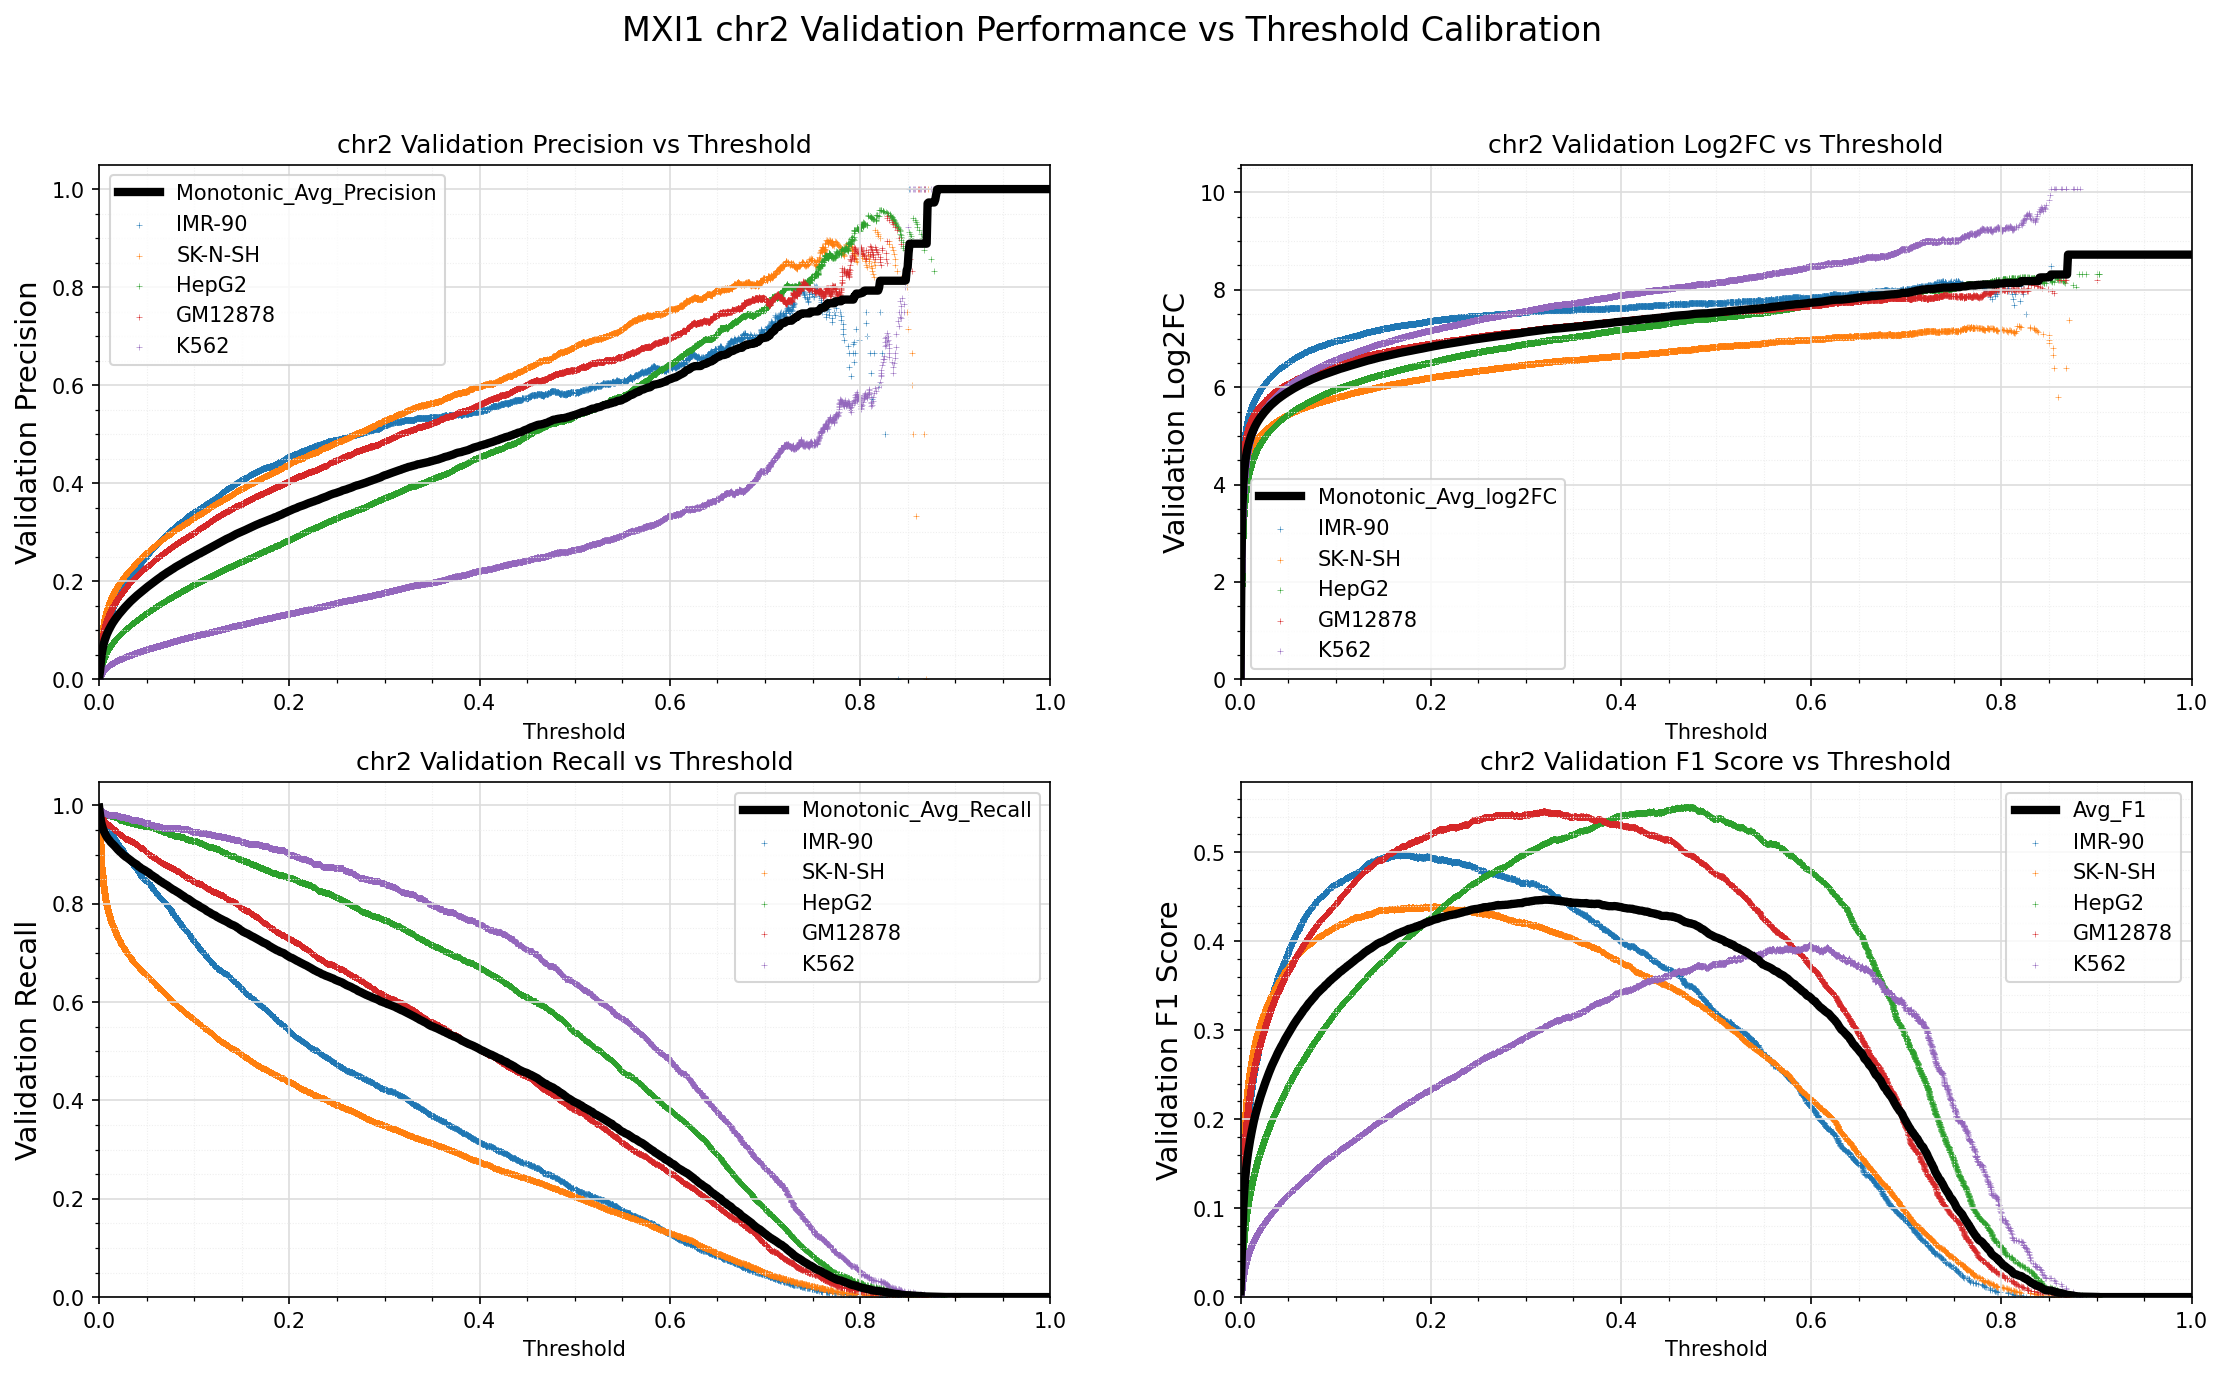 MXI1 chr2 Validation Performance vs Threshold Calibration
chr2 Validation Precision vs Threshold
Validation Precision
1.0
0.8
0.6
0.4
0.2
0.0
Monotonic_Avg_Precision
IMR-90
SK-N-SH
HepG2
GM12878
K562
0.0 0.2 0.4 0.6 0.8 1.0
Threshold
chr2 Validation Log2FC vs Threshold
Validation Log2FC
10
8
6
4
2
0
Monotonic_Avg_log2FC
IMR-90
SK-N-SH
HepG2
GM12878
K562
0.0 0.2 0.4 0.6 0.8 1.0
Threshold
chr2 Validation Recall vs Threshold
Validation Recall
1.0
0.8
0.6
0.4
0.2
0.0
Monotonic_Avg_Recall
IMR-90
SK-N-SH
HepG2
GM12878
K562
0.0 0.2 0.4 0.6 0.8 1.0
Threshold
chr2 Validation F1 Score vs Threshold
Validation F1 Score
0.5
0.4
0.3
0.2
0.1
0.0
Avg_F1
IMR-90
SK-N-SH
HepG2
GM12878
K562
0.0 0.2 0.4 0.6 0.8 1.0
Threshold